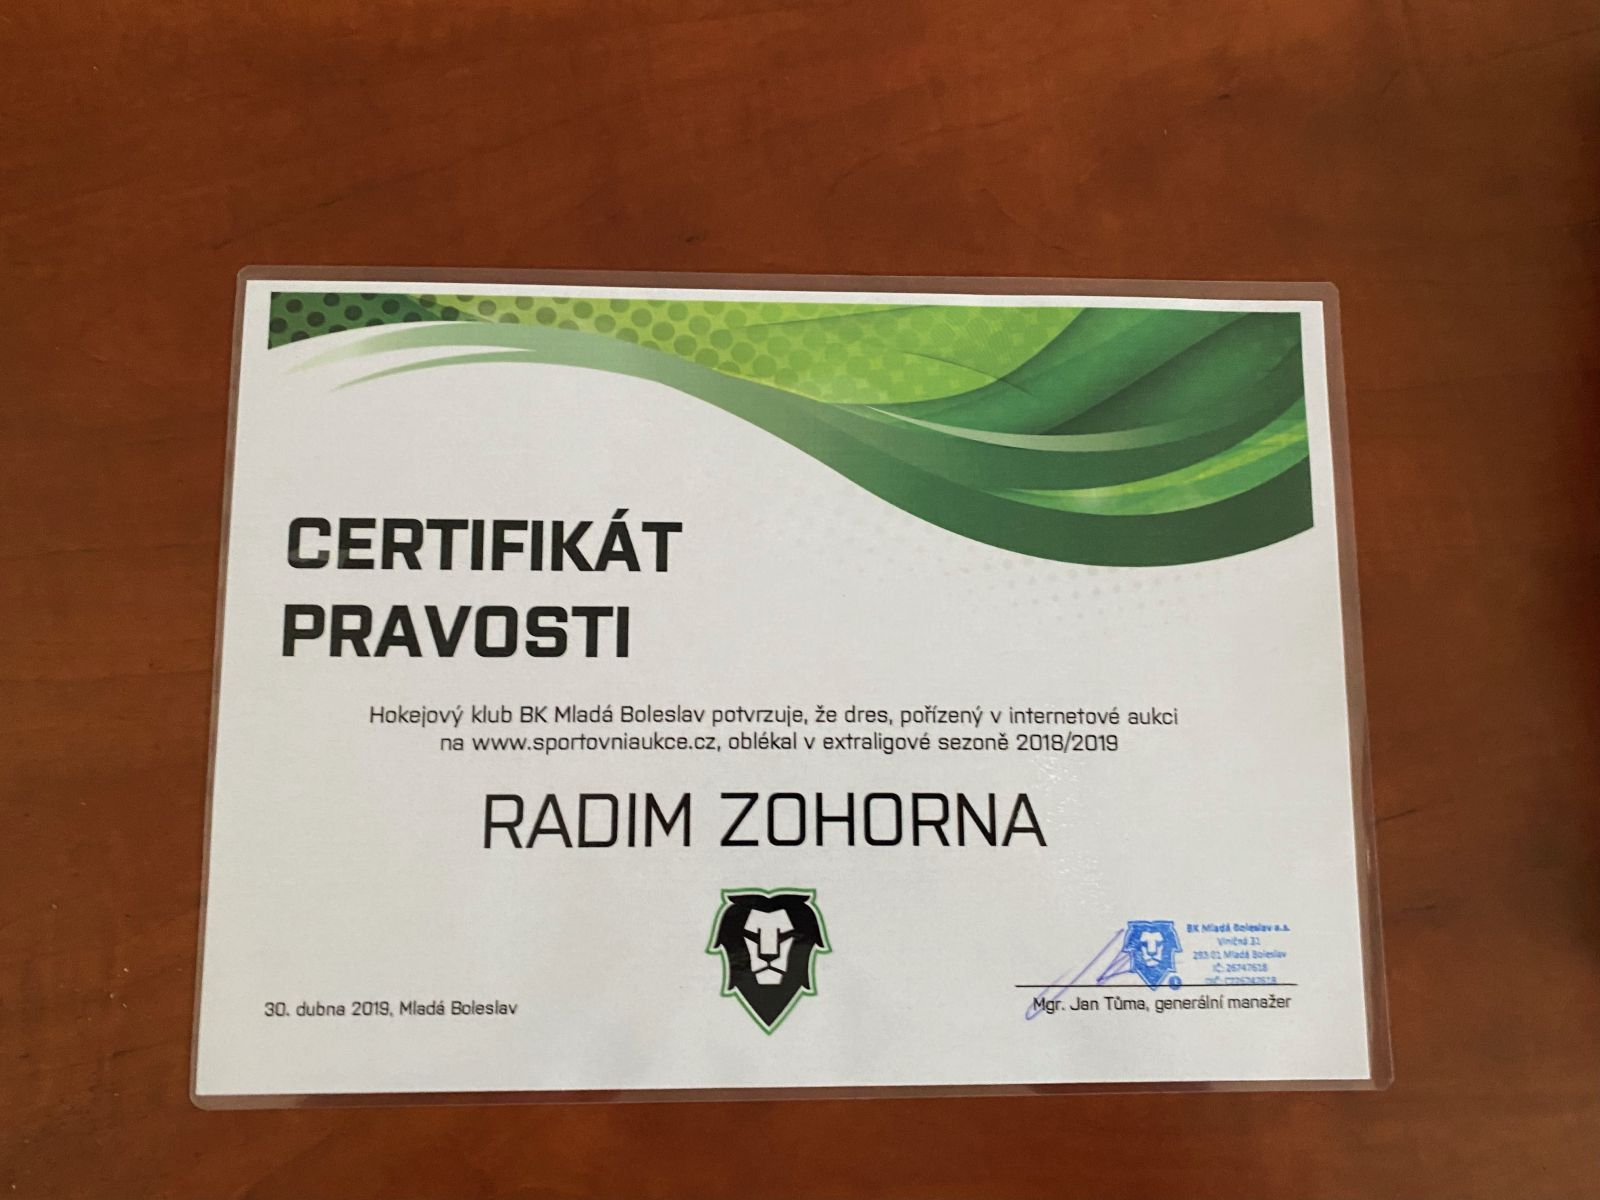 CERTIFIKÁT
PRAVOSTI
Hokejový klub BK Mladá Boleslav potvrzuje, že dres, pořízený v internetové aukci
na www.sportovniaukce.cz, oblékal v extraligové sezoně 2018/2019
RADIM ZOHORNA
BK Mladá Boleslav a.s.
Viničná 31
293 01 Mladá Boleslav
IČ: 26747618
30. dubna 2019, Mladá Boleslav
Mgr. Jan Tůma, generální manažer